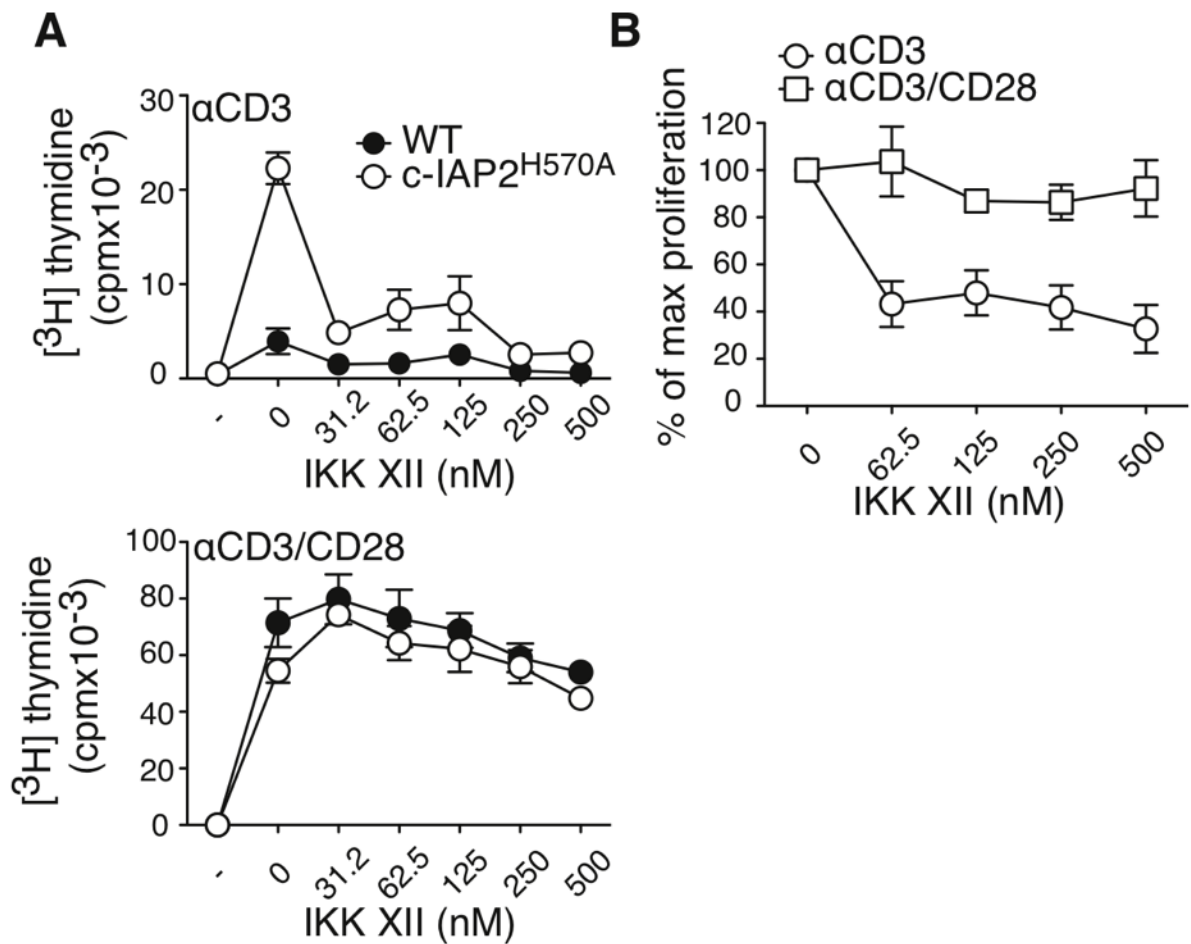 A
αCD3
WT
c-IAP2^H570A
[³H] thymidine
(cpmx10⁻³)
30
20
10
0
- 0 31.2 62.5 125 250 500
IKK XII (nM)
αCD3/CD28
[³H] thymidine
(cpmx10⁻³)
100
80
60
40
20
0
- 0 31.2 62.5 125 250 500
IKK XII (nM)
B
αCD3
αCD3/CD28
% of max proliferation
120
100
80
60
40
20
0
0 62.5 125 250 500
IKK XII (nM)